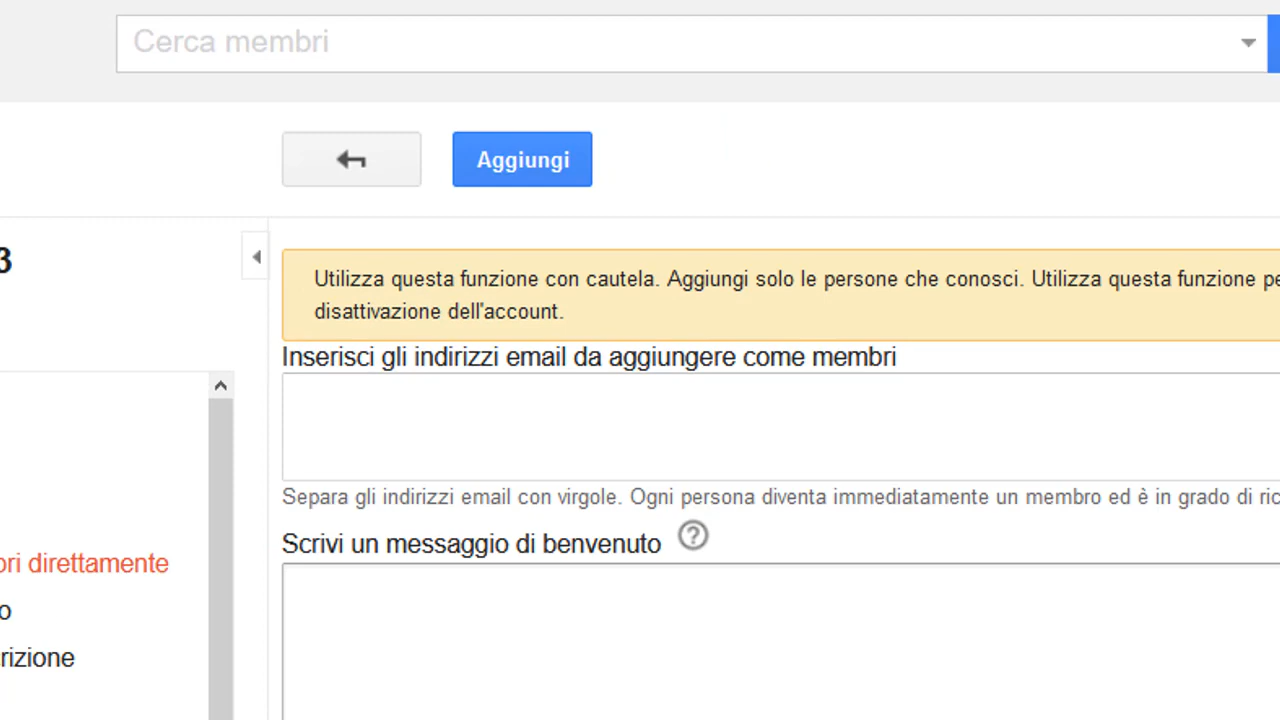 Cerca membri
Aggiungi
3
Utilizza questa funzione con cautela. Aggiungi solo le persone che conosci. Utilizza questa funzione pe
disattivazione dell'account.
Inserisci gli indirizzi email da aggiungere come membri
Separa gli indirizzi email con virgole. Ogni persona diventa immediatamente un membro ed è in grado di ric
Scrivi un messaggio di benvenuto ?
ori direttamente
o
rizione